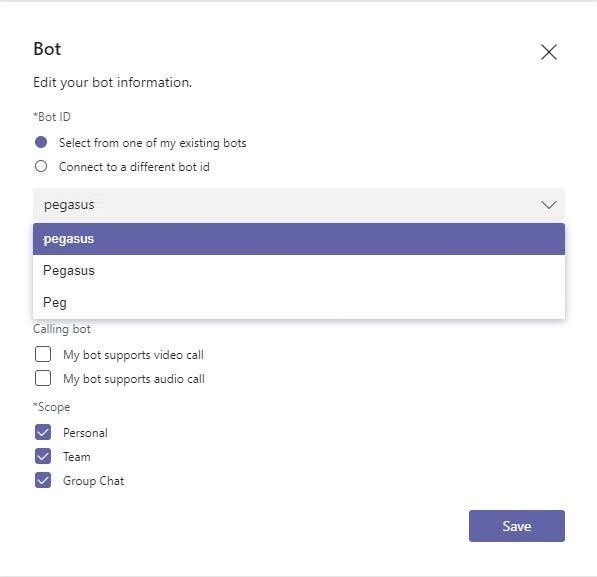 Bot
Edit your bot information.
*Bot ID
Select from one of my existing bots
Connect to a different bot id
pegasus
pegasus
Pegasus
Peg
Calling bot
My bot supports video call
My bot supports audio call
*Scope
Personal
Team
Group Chat
Save